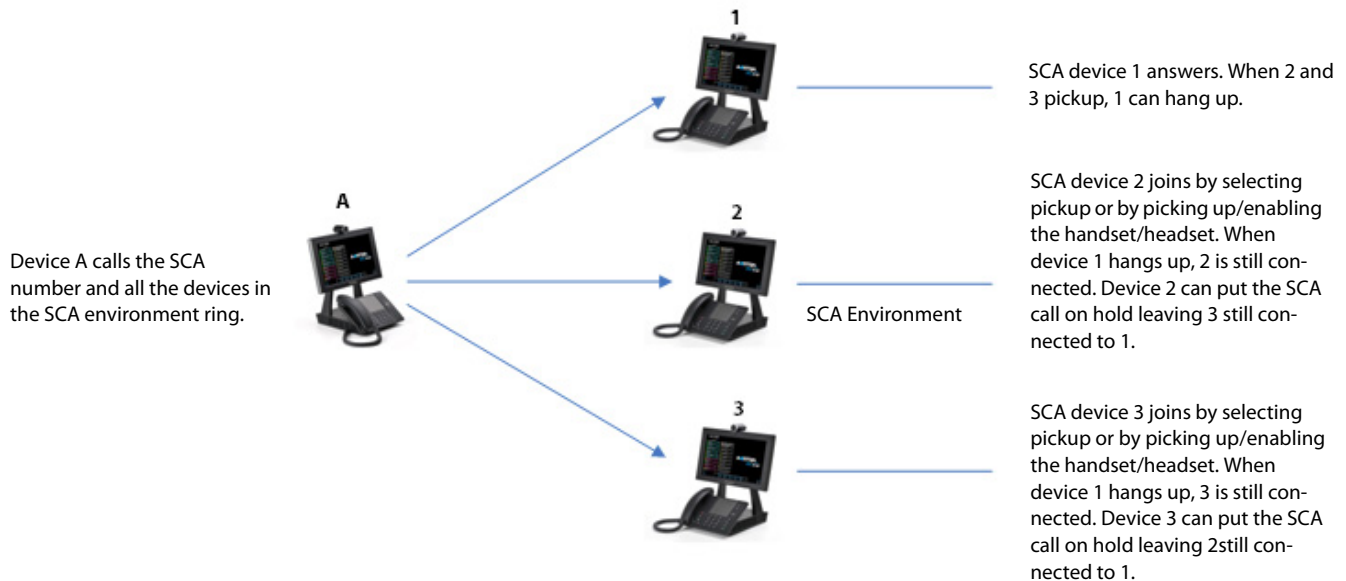 1
SCA device 1 answers. When 2 and
3 pickup, 1 can hang up.
A
Device A calls the SCA
number and all the devices in
the SCA environment ring.
2
SCA Environment
SCA device 2 joins by selecting
pickup or by picking up/enabling
the handset/headset. When
device 1 hangs up, 2 is still con-
nected. Device 2 can put the SCA
call on hold leaving 3 still con-
nected to 1.
3
SCA device 3 joins by selecting
pickup or by picking up/enabling
the handset/headset. When
device 1 hangs up, 3 is still con-
nected. Device 3 can put the SCA
call on hold leaving 2still con-
nected to 1.